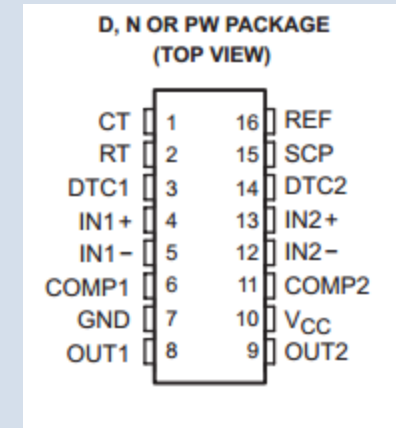 D, N OR PW PACKAGE
(TOP VIEW)
CT 1 16 REF
RT 2 15 SCP
DTC1 3 14 DTC2
IN1+ 4 13 IN2+
IN1− 5 12 IN2−
COMP1 6 11 COMP2
GND 7 10 VCC
OUT1 8 9 OUT2